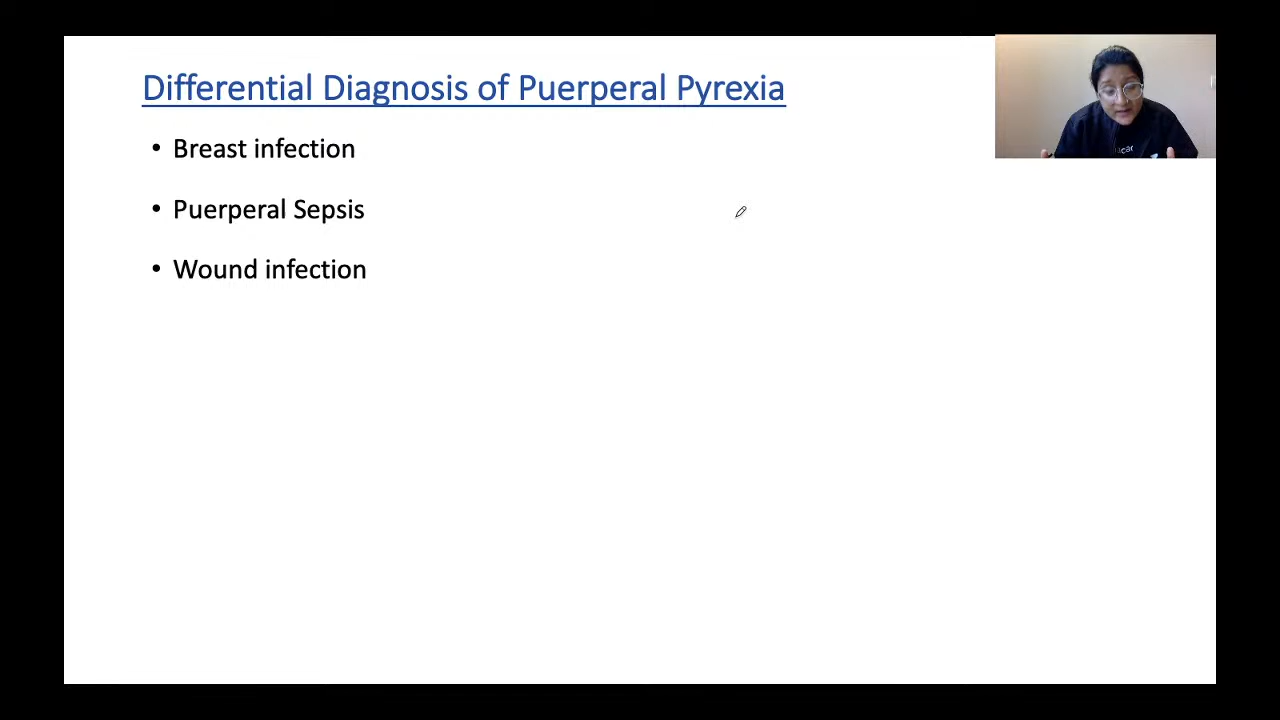 Differential Diagnosis of Puerperal Pyrexia
• Breast infection
• Puerperal Sepsis
• Wound infection